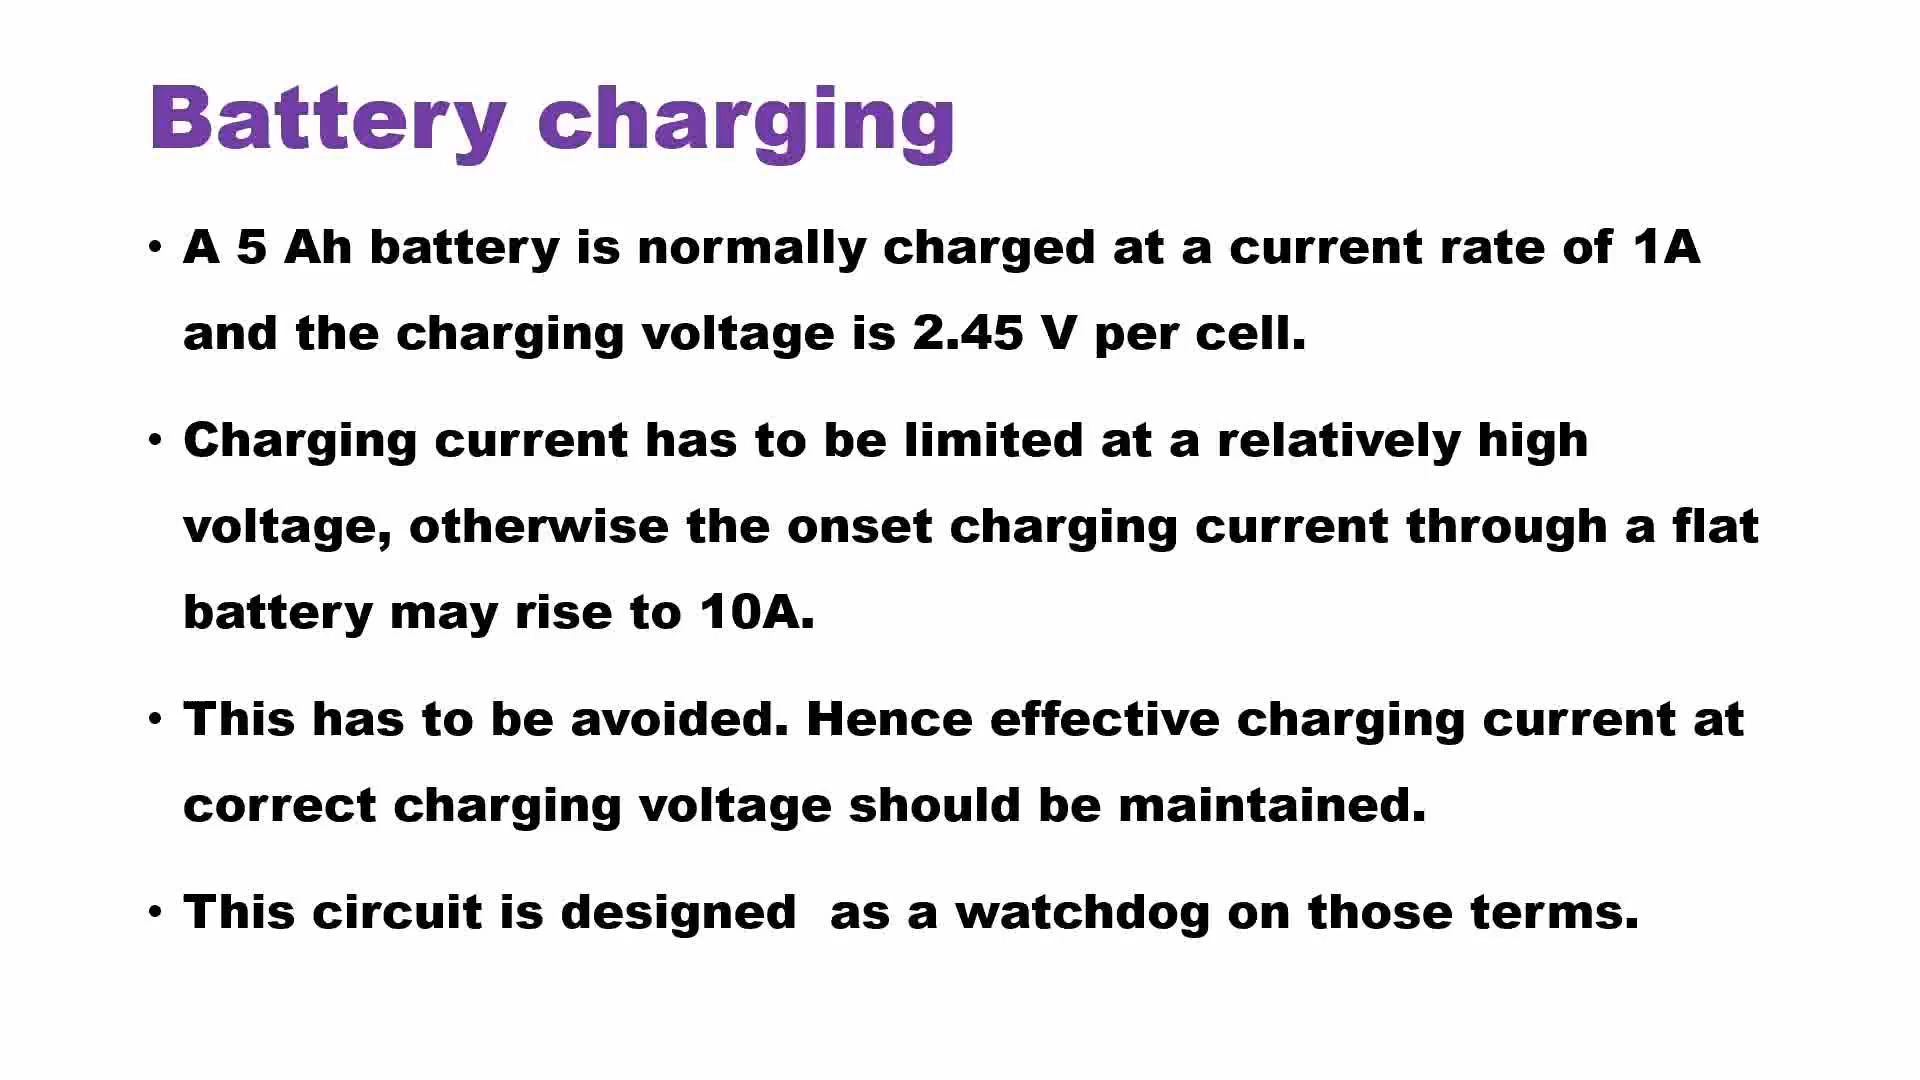 Battery charging
• A 5 Ah battery is normally charged at a current rate of 1A
and the charging voltage is 2.45 V per cell.
• Charging current has to be limited at a relatively high
voltage, otherwise the onset charging current through a flat
battery may rise to 10A.
• This has to be avoided. Hence effective charging current at
correct charging voltage should be maintained.
• This circuit is designed  as a watchdog on those terms.